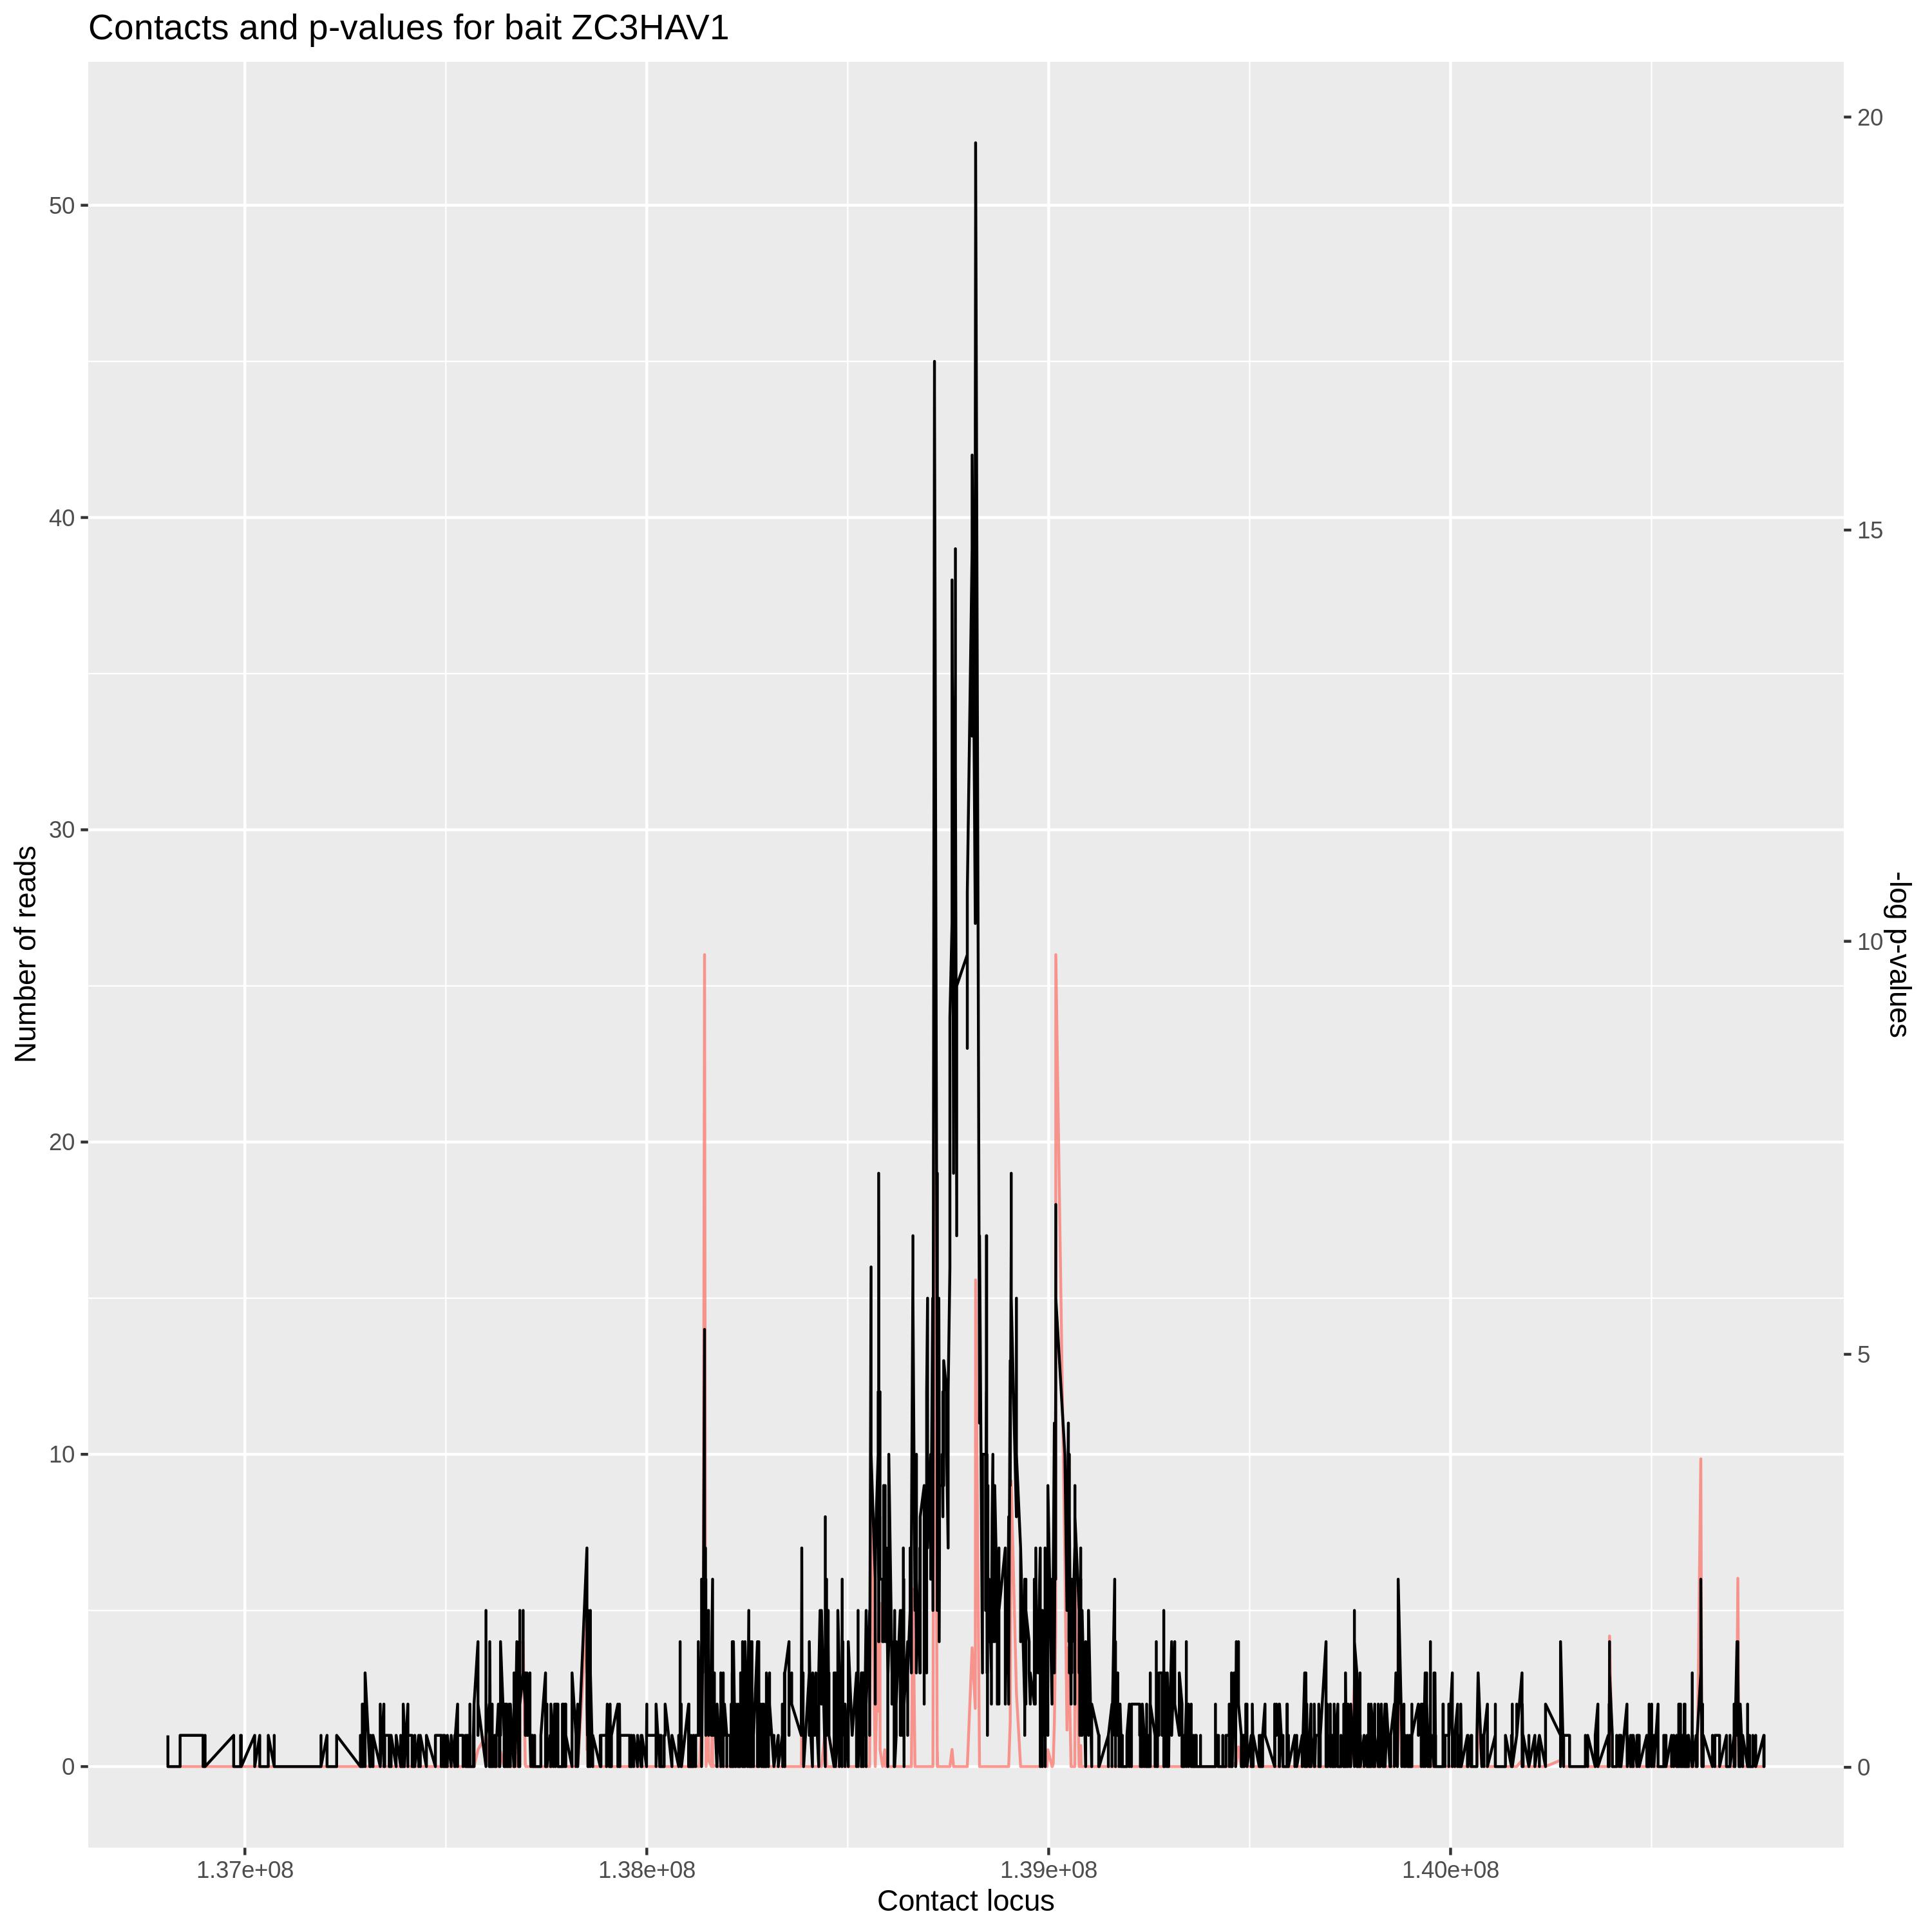 Contacts and p-values for bait ZC3HAV1
50
40
30
20
10
0
Number of reads
20
15
10
5
0
-log p-values
1.37e+08
1.38e+08
1.39e+08
1.40e+08
Contact locus